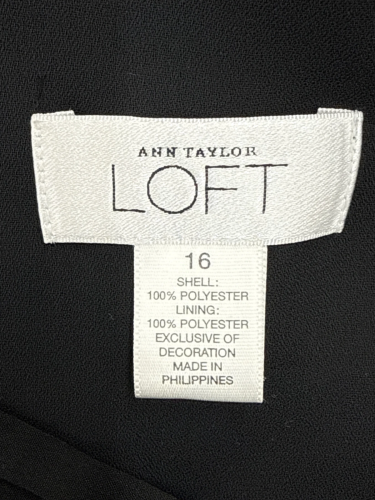 ANN TAYLOR
LOFT
16
SHELL:
100% POLYESTER
LINING:
100% POLYESTER
EXCLUSIVE OF
DECORATION
MADE IN
PHILIPPINES